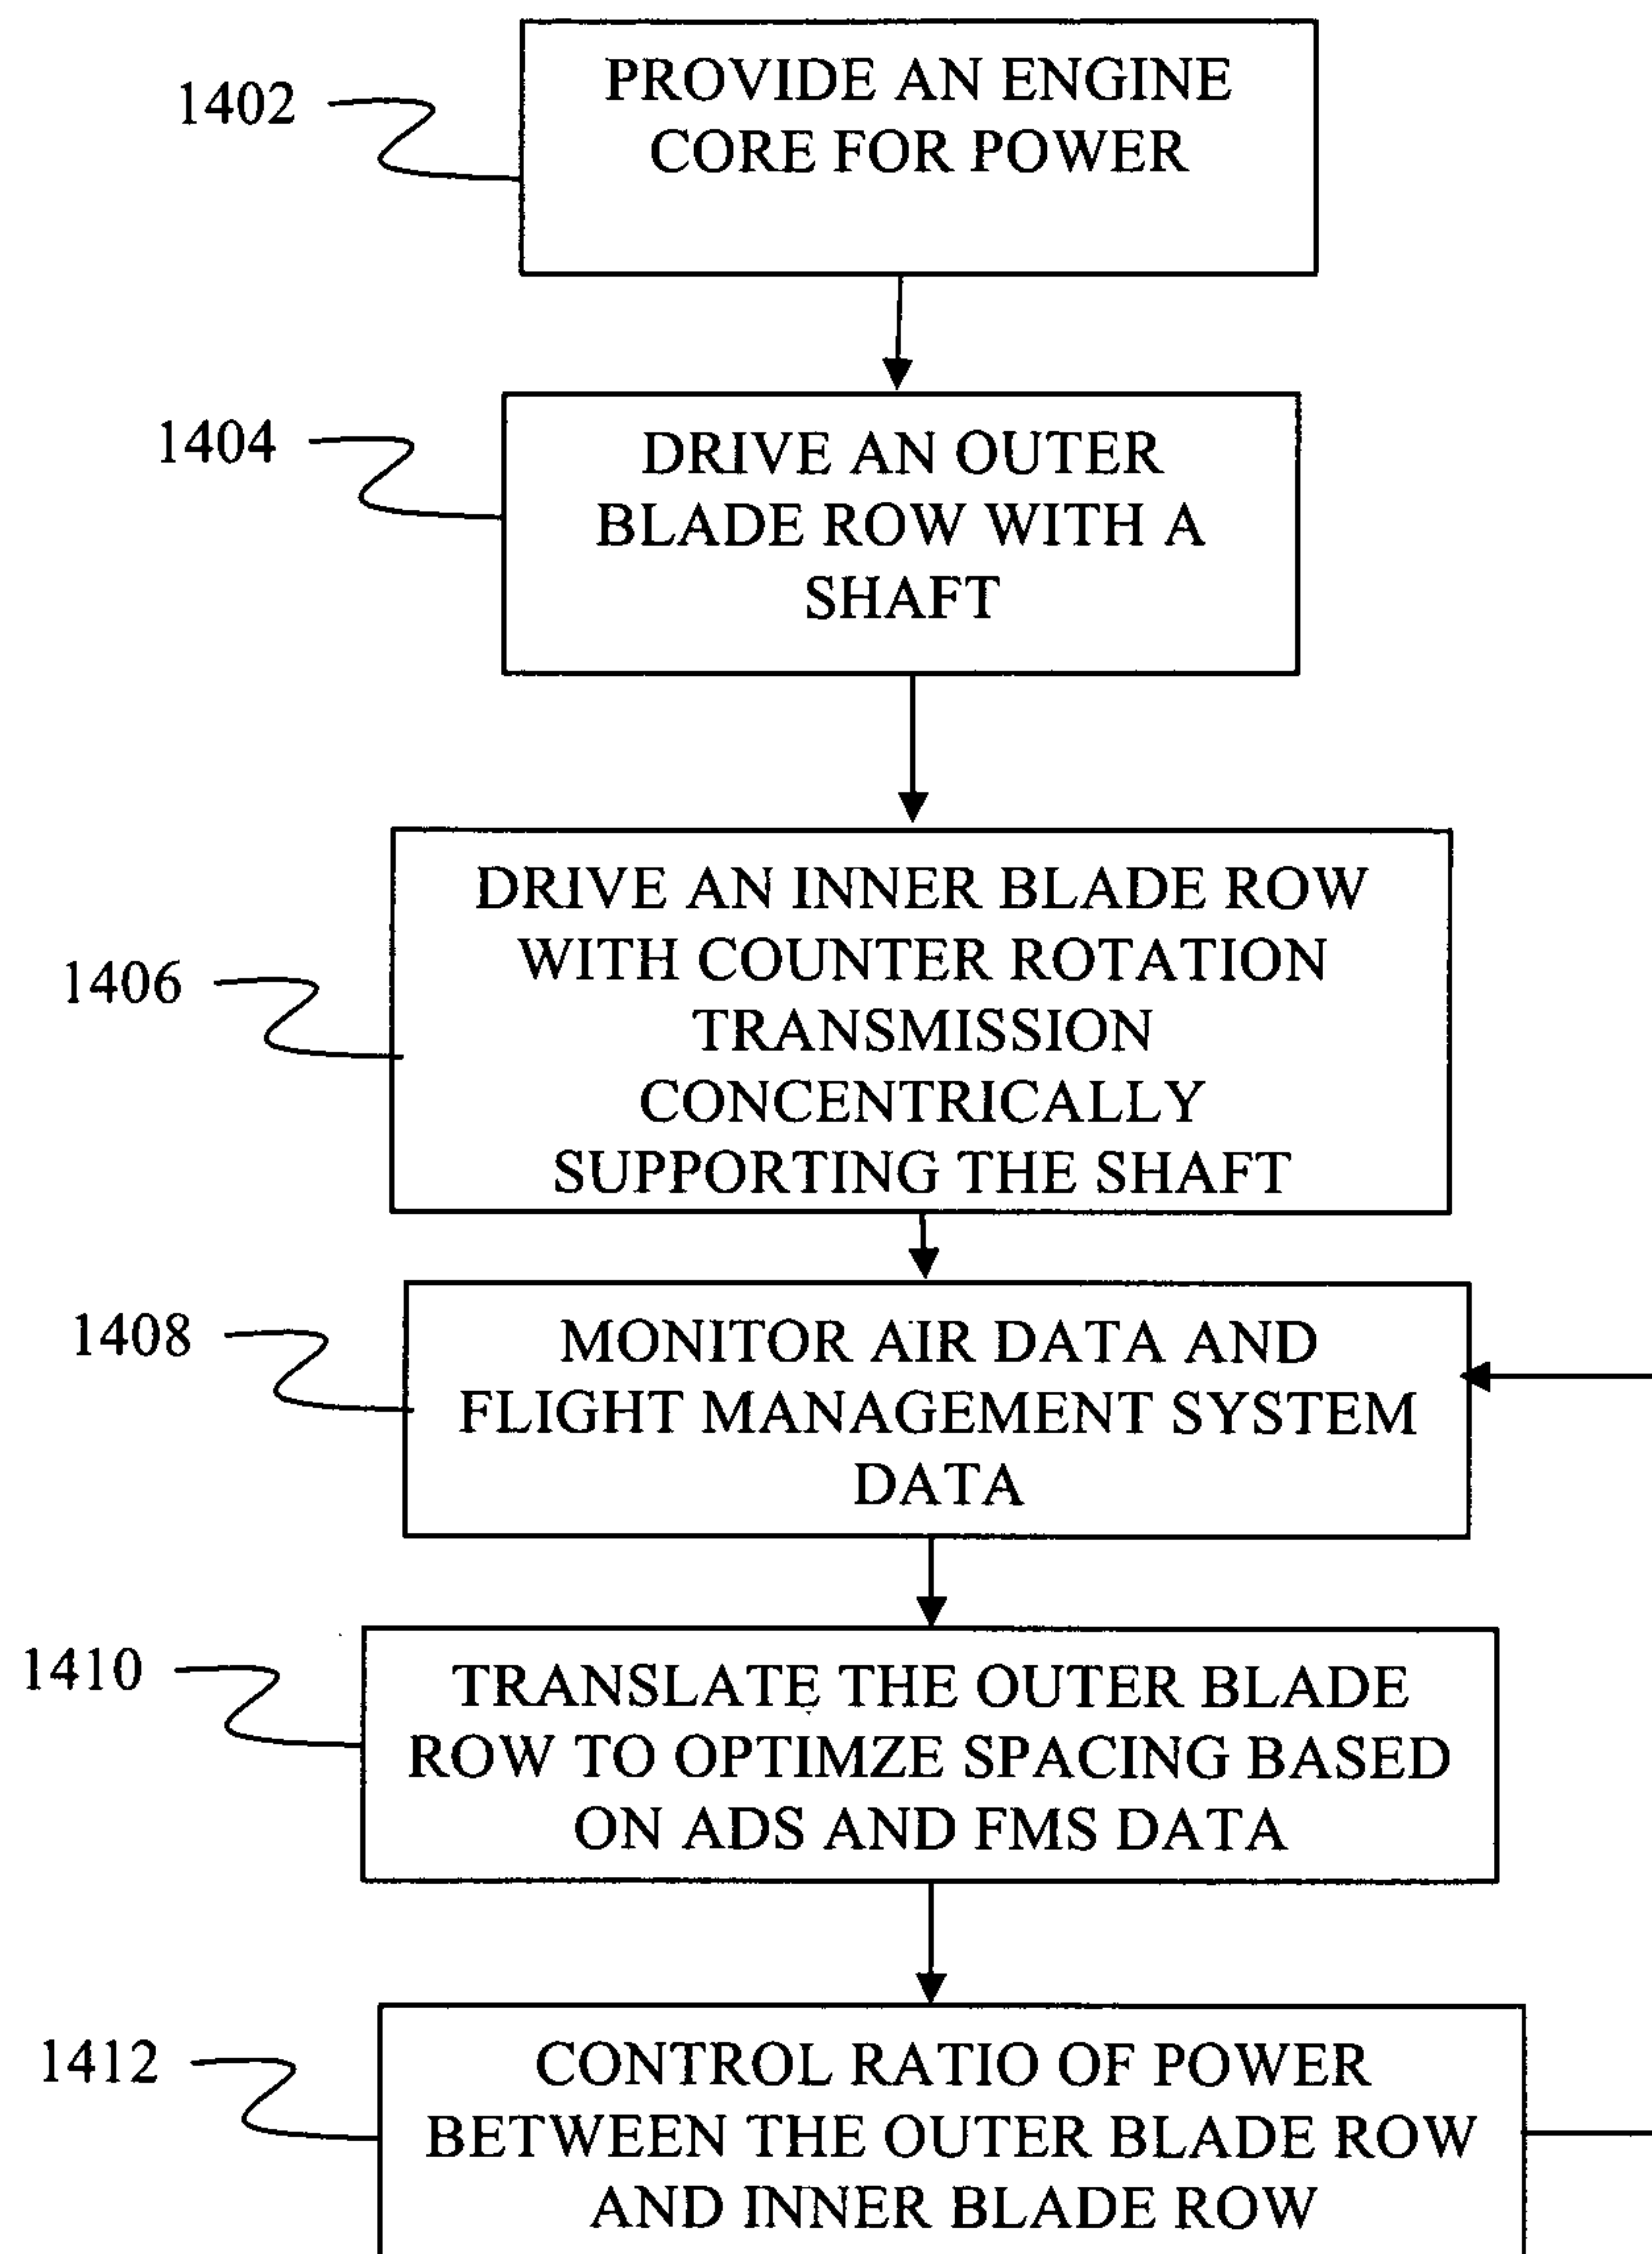 1402
PROVIDE AN ENGINE
CORE FOR POWER
1404
DRIVE AN OUTER
BLADE ROW WITH A
SHAFT
1406
DRIVE AN INNER BLADE ROW
WITH COUNTER ROTATION
TRANSMISSION
CONCENTRICALLY
SUPPORTING THE SHAFT
1408
MONITOR AIR DATA AND
FLIGHT MANAGEMENT SYSTEM
DATA
1410
TRANSLATE THE OUTER BLADE
ROW TO OPTIMZE SPACING BASED
ON ADS AND FMS DATA
1412
CONTROL RATIO OF POWER
BETWEEN THE OUTER BLADE ROW
AND INNER BLADE ROW